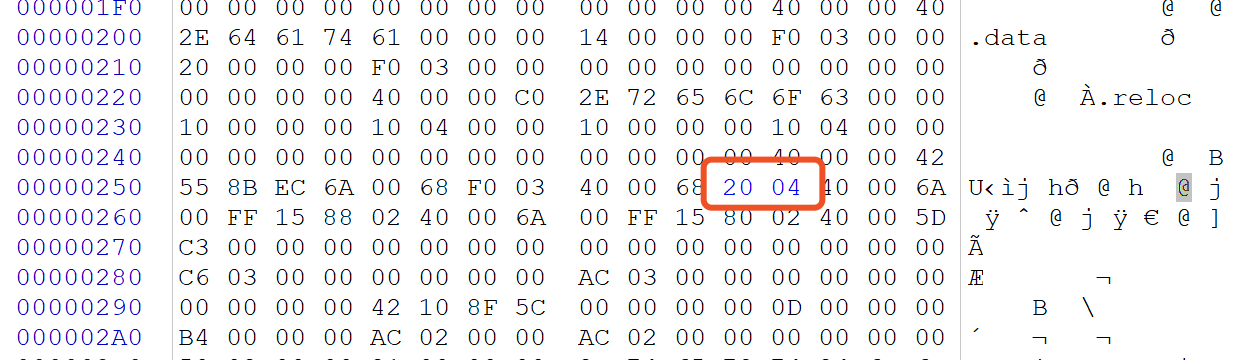 000001F0 00 00 00 00 00 00 00 00 00 00 00 00 40 00 00 40 @ @
00000200 2E 64 61 74 61 00 00 00 14 00 00 00 F0 03 00 00 .data ð
00000210 20 00 00 00 F0 03 00 00 00 00 00 00 00 00 00 00 ð
00000220 00 00 00 00 40 00 00 C0 2E 72 65 6C 6F 63 00 00 @ À.reloc
00000230 10 00 00 00 10 04 00 00 10 00 00 00 10 04 00 00
00000240 00 00 00 00 00 00 00 00 00 00 00 00 40 00 00 42 @ B
00000250 55 8B EC 6A 00 68 F0 03 40 00 68 20 04 40 00 6A U‹ìj hð @ h @ j
00000260 00 FF 15 88 02 40 00 6A 00 FF 15 80 02 40 00 5D ÿ ˆ @ j ÿ € @ ]
00000270 C3 00 00 00 00 00 00 00 00 00 00 00 00 00 00 00 Ã
00000280 C6 03 00 00 00 00 00 00 AC 03 00 00 00 00 00 00 Æ ¬
00000290 00 00 00 00 42 10 8F 5C 00 00 00 00 0D 00 00 00 B \
000002A0 B4 00 00 00 AC 02 00 00 AC 02 00 00 00 00 00 00 ´ ¬ ¬